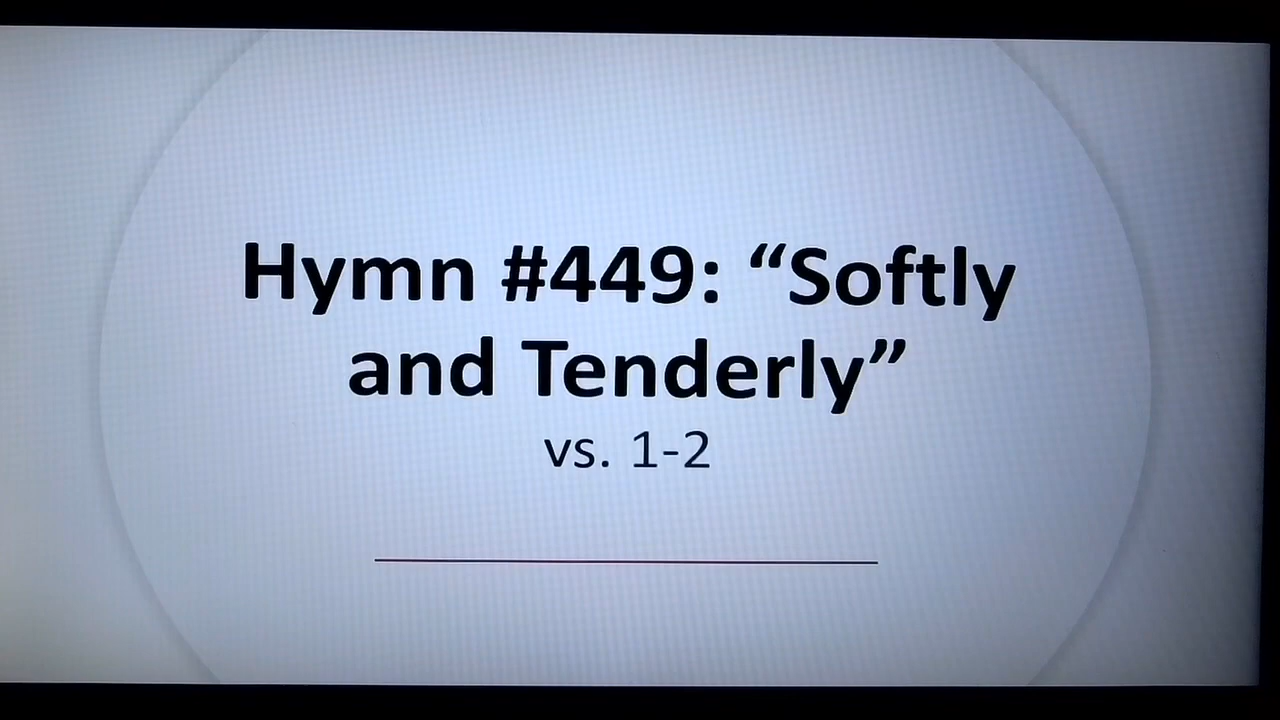 Hymn #449: “Softly
and Tenderly”
vs. 1-2